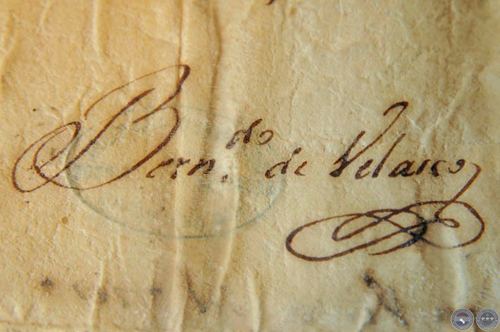 Bern.do de Velasco